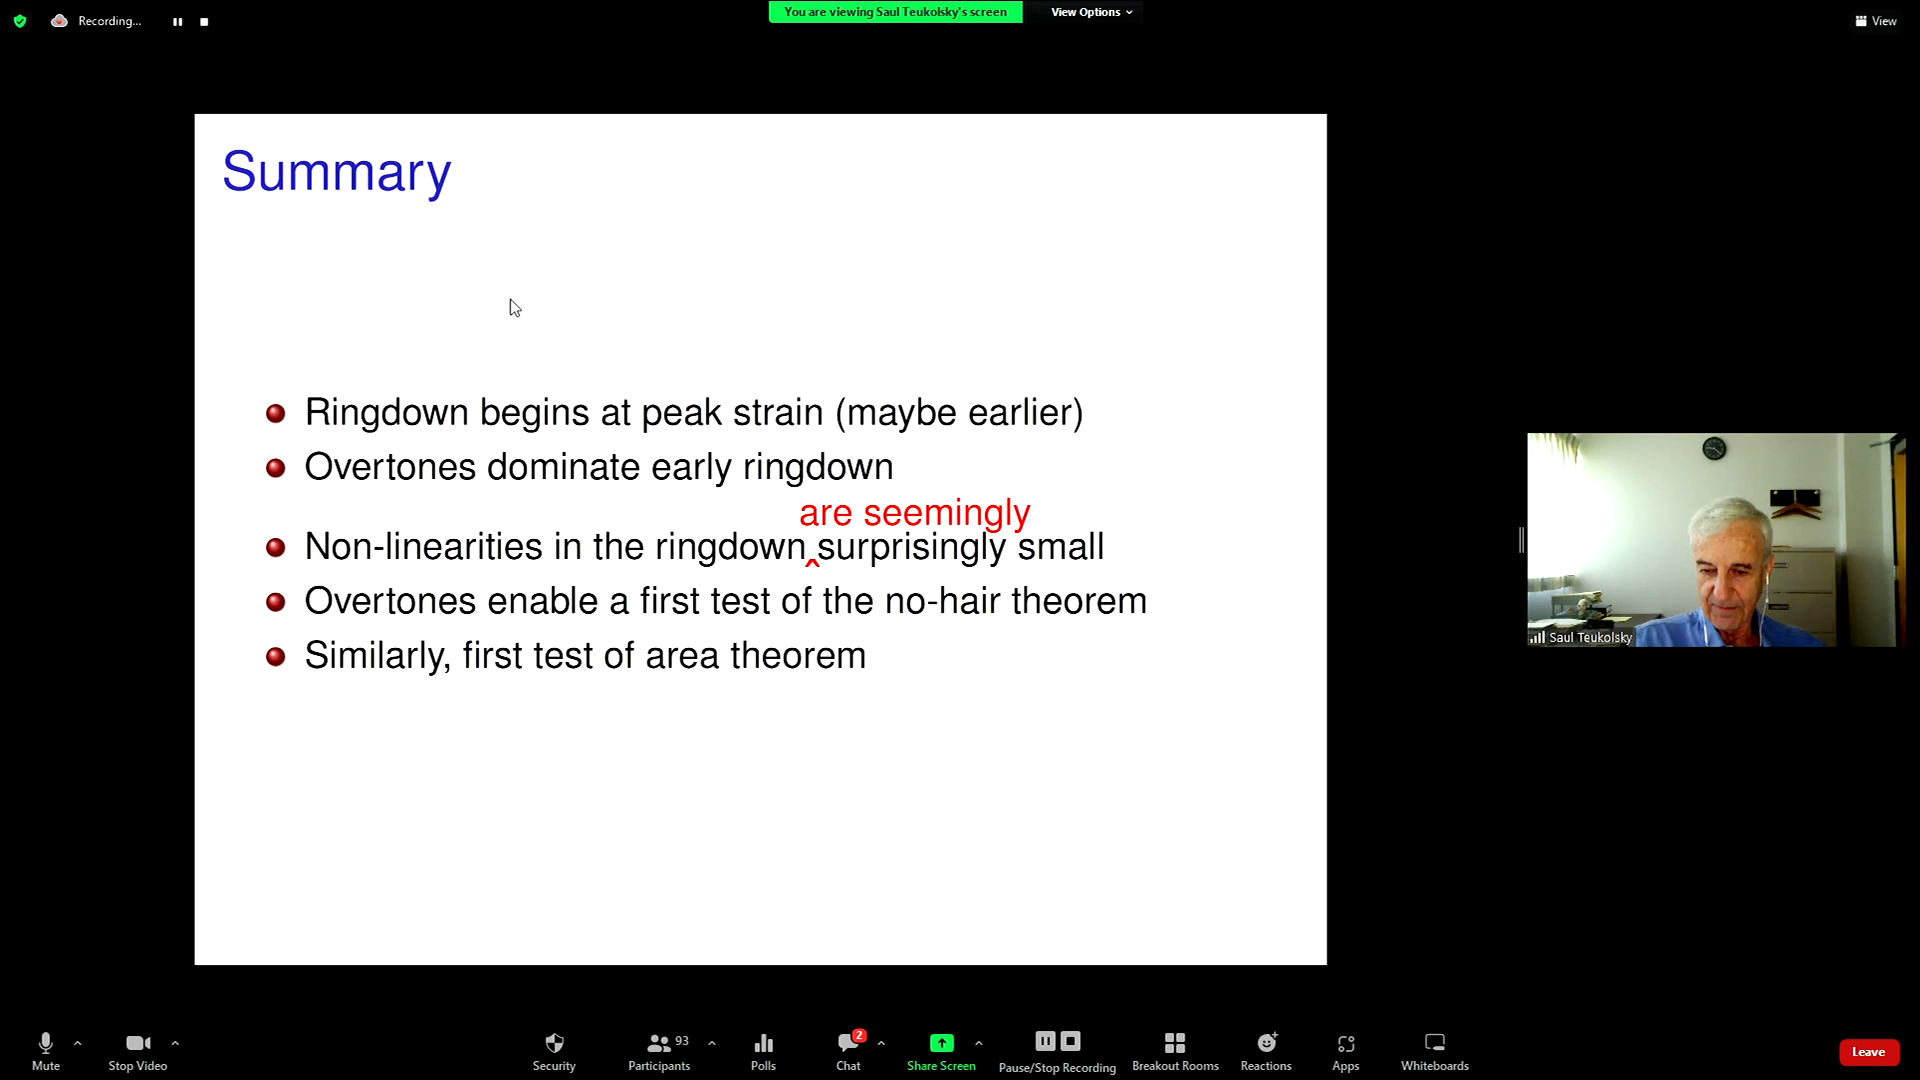 Recording...
You are viewing Saul Teukolsky's screen
View Options
View
Summary
Ringdown begins at peak strain (maybe earlier)
Overtones dominate early ringdown
are seemingly
Non-linearities in the ringdown‸surprisingly small
Overtones enable a first test of the no-hair theorem
Similarly, first test of area theorem
Saul Teukolsky
Mute
Stop Video
Security
93
Participants
Polls
2
Chat
Share Screen
Pause/Stop Recording
Breakout Rooms
Reactions
Apps
Whiteboards
Leave